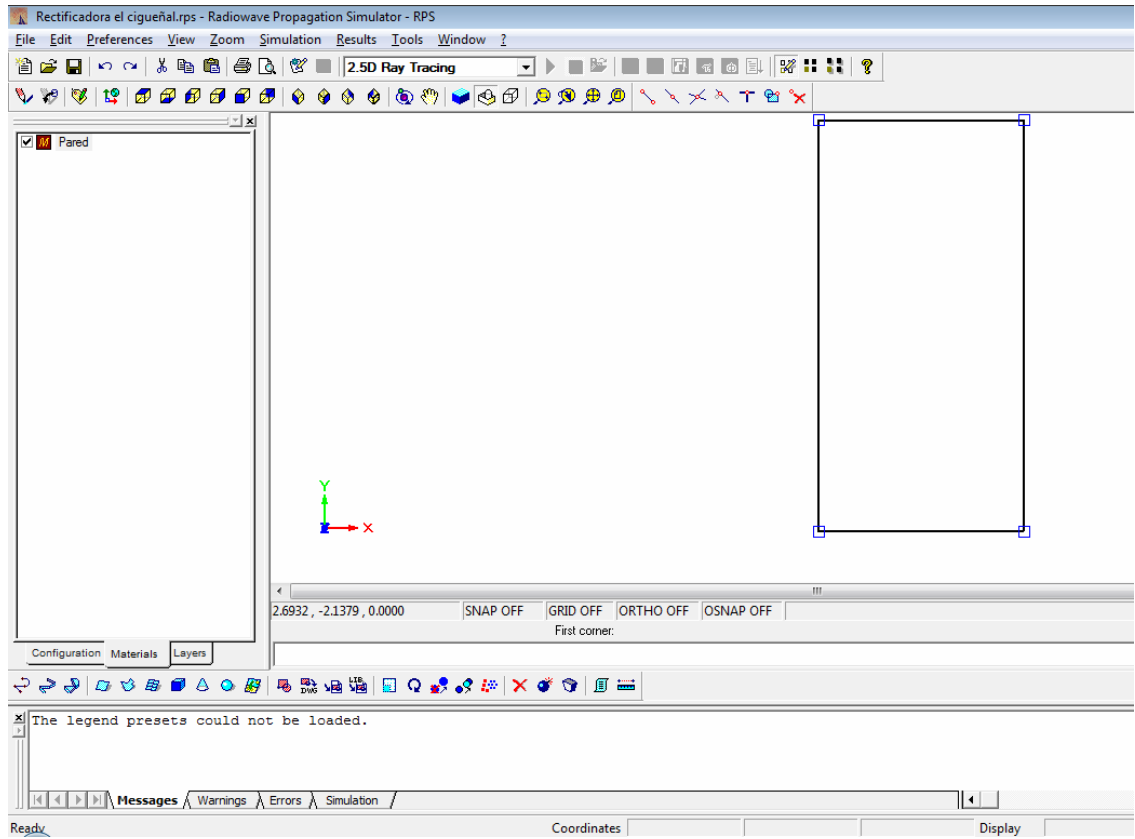 Rectificadora el cigueñal.rps - Radiowave Propagation Simulator - RPS
File Edit Preferences View Zoom Simulation Results Tools Window ?
2.5D Ray Tracing
Pared
Y
X
2.6932 , -2.1379 , 0.0000 SNAP OFF GRID OFF ORTHO OFF OSNAP OFF
First corner:
Configuration Materials Layers
The legend presets could not be loaded.
Messages Warnings Errors Simulation
Ready Coordinates Display